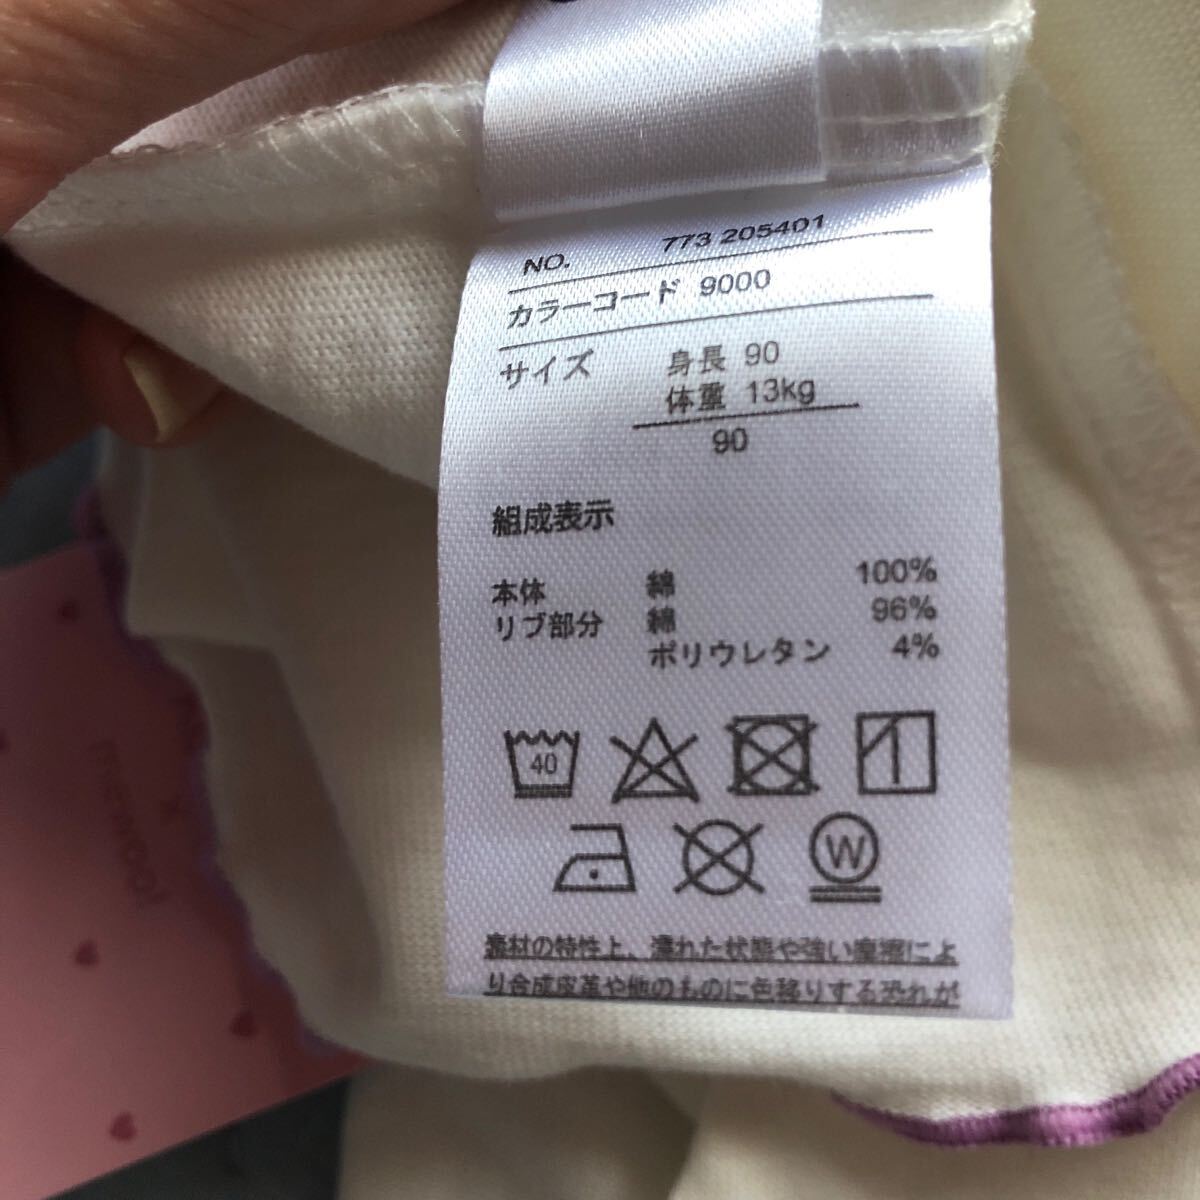 NO. 773 205401
カラーコード 9000
サイズ 身長 90
体重 13kg
90
組成表示
本体 綿 100%
リブ部分 綿 96%
ポリウレタン 4%
40
W
素材の特性上、濡れた状態や強い摩擦によ
り合成皮革や他のものに色移りする恐れが